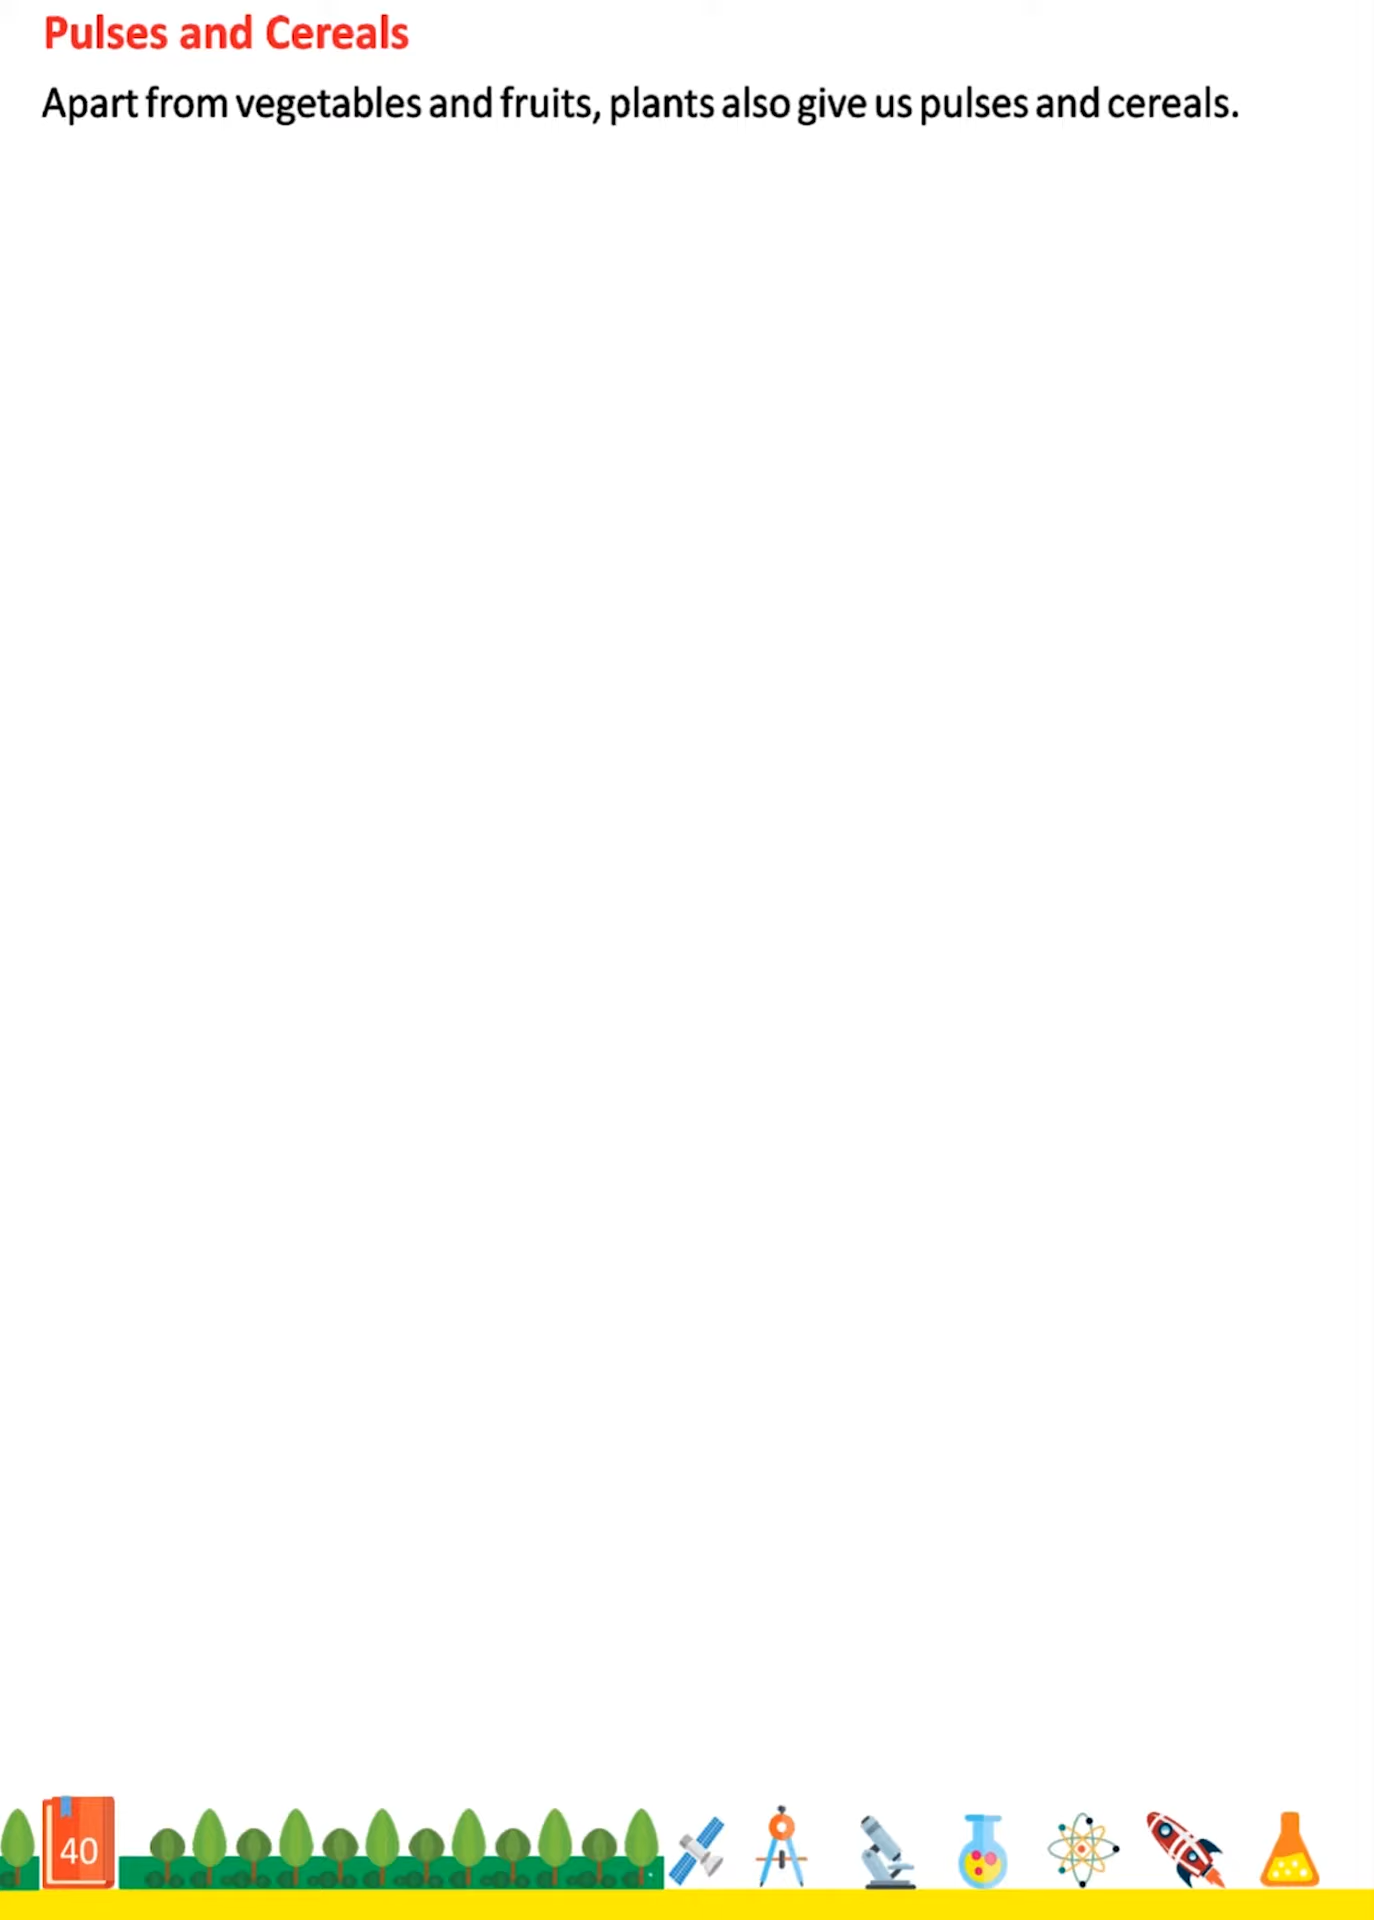 Pulses and Cereals
Apart from vegetables and fruits, plants also give us pulses and cereals.
40